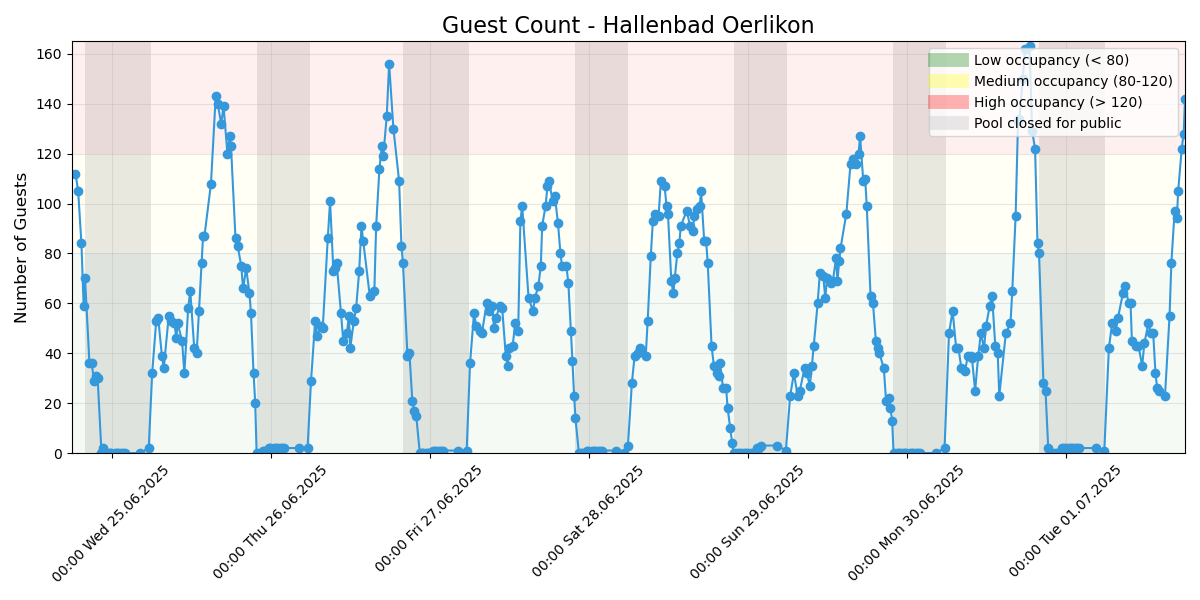 Guest Count - Hallenbad Oerlikon
Number of Guests
160
140
120
100
80
60
40
20
0
Low occupancy (< 80)
Medium occupancy (80-120)
High occupancy (> 120)
Pool closed for public
00:00 Wed 25.06.2025
00:00 Thu 26.06.2025
00:00 Fri 27.06.2025
00:00 Sat 28.06.2025
00:00 Sun 29.06.2025
00:00 Mon 30.06.2025
00:00 Tue 01.07.2025